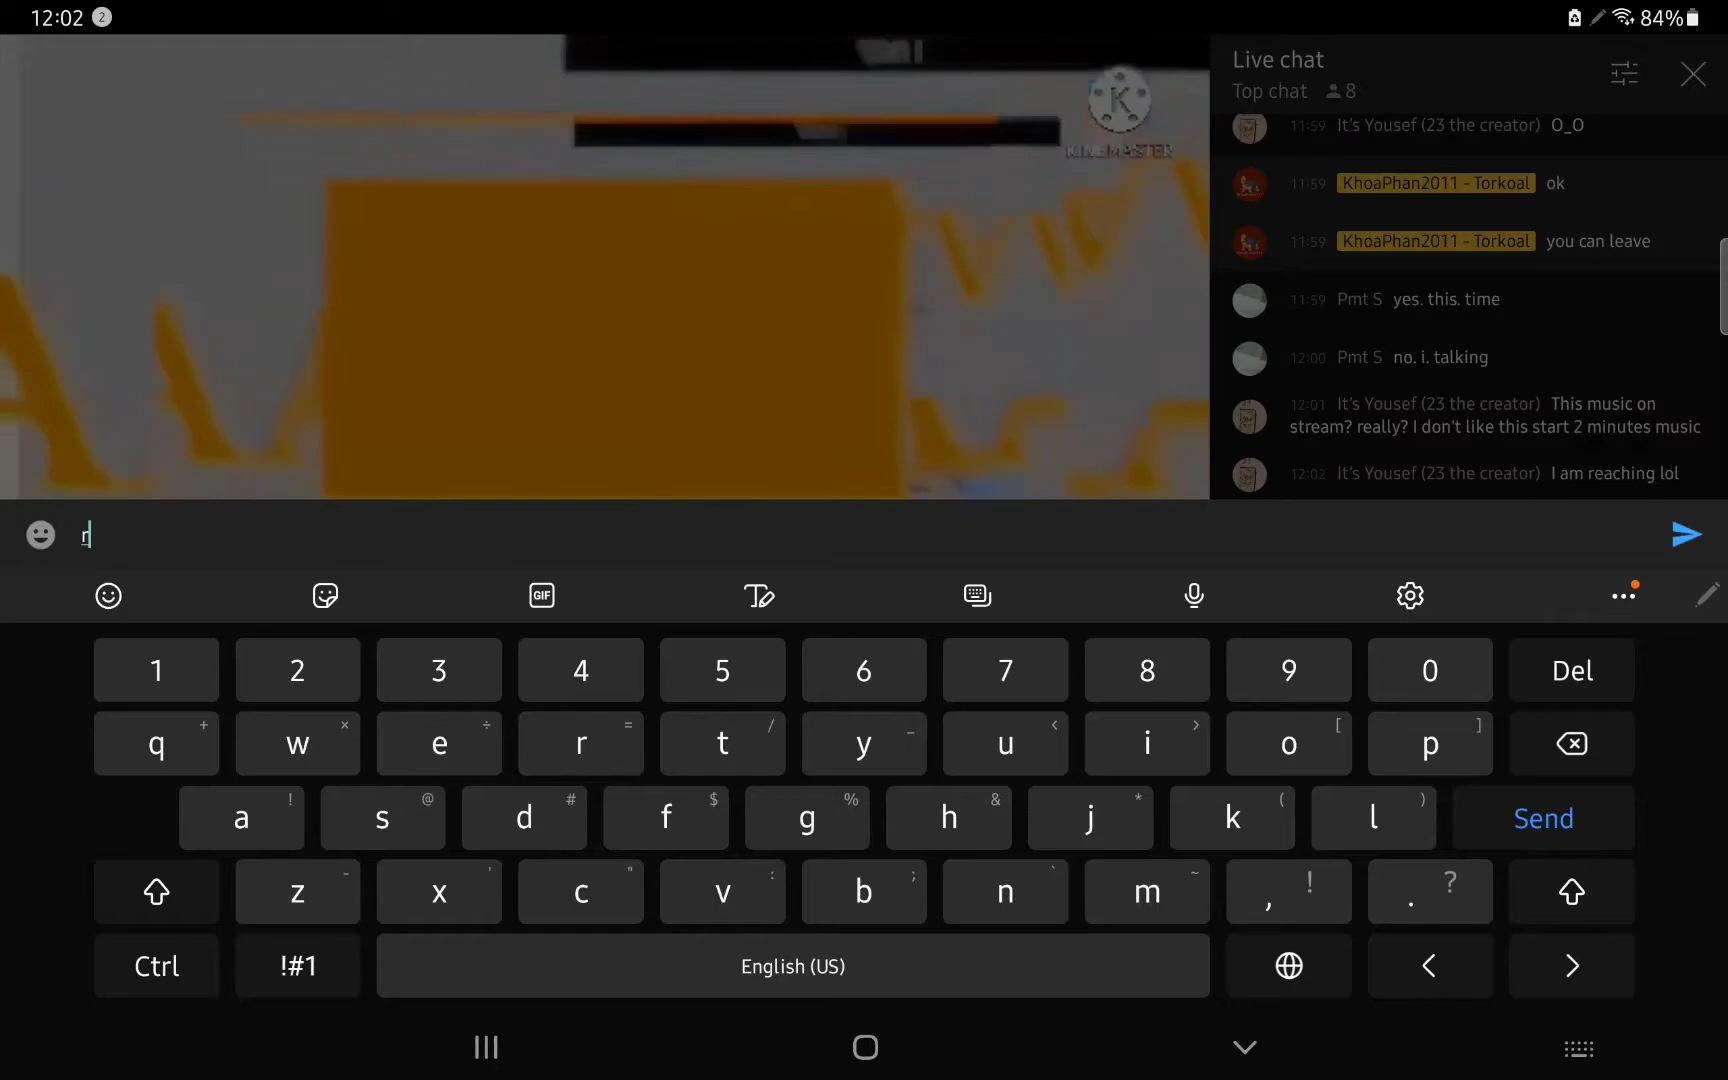 12:02 2
84%
K
KINEMASTER
Live chat
Top chat 8
11:59 It's Yousef (23 the creator) O_O
11:59 KhoaPhan2011 - Torkoal ok
11:59 KhoaPhan2011 - Torkoal you can leave
11:59 Pmt S yes. this. time
12:00 Pmt S no. i. talking
12:01 It's Yousef (23 the creator) This music on
stream? really? I don't like this start 2 minutes music
12:02 It's Yousef (23 the creator) I am reaching lol
r
GIF
1 2 3 4 5 6 7 8 9 0 Del
q + w × e ÷ r = t / y _ u < i > o [ p ]
a ! s @ d # f $ g % h & j * k ( l ) Send
z - x ' c " v : b ; n ` m ~ , ! . ?
Ctrl !#1 English (US) < >